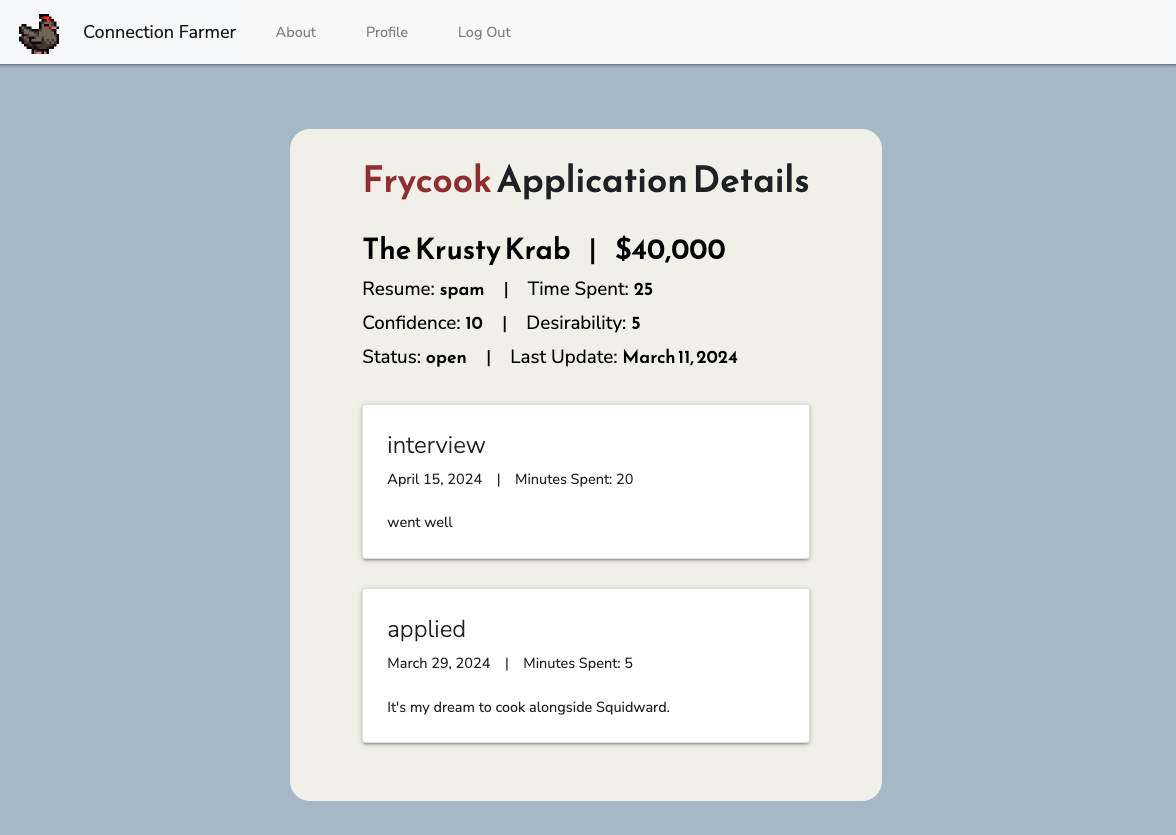 Connection Farmer About Profile Log Out
Frycook Application Details
The Krusty Krab | $40,000
Resume: spam | Time Spent: 25
Confidence: 10 | Desirability: 5
Status: open | Last Update: March 11, 2024
interview
April 15, 2024 | Minutes Spent: 20
went well
applied
March 29, 2024 | Minutes Spent: 5
It's my dream to cook alongside Squidward.